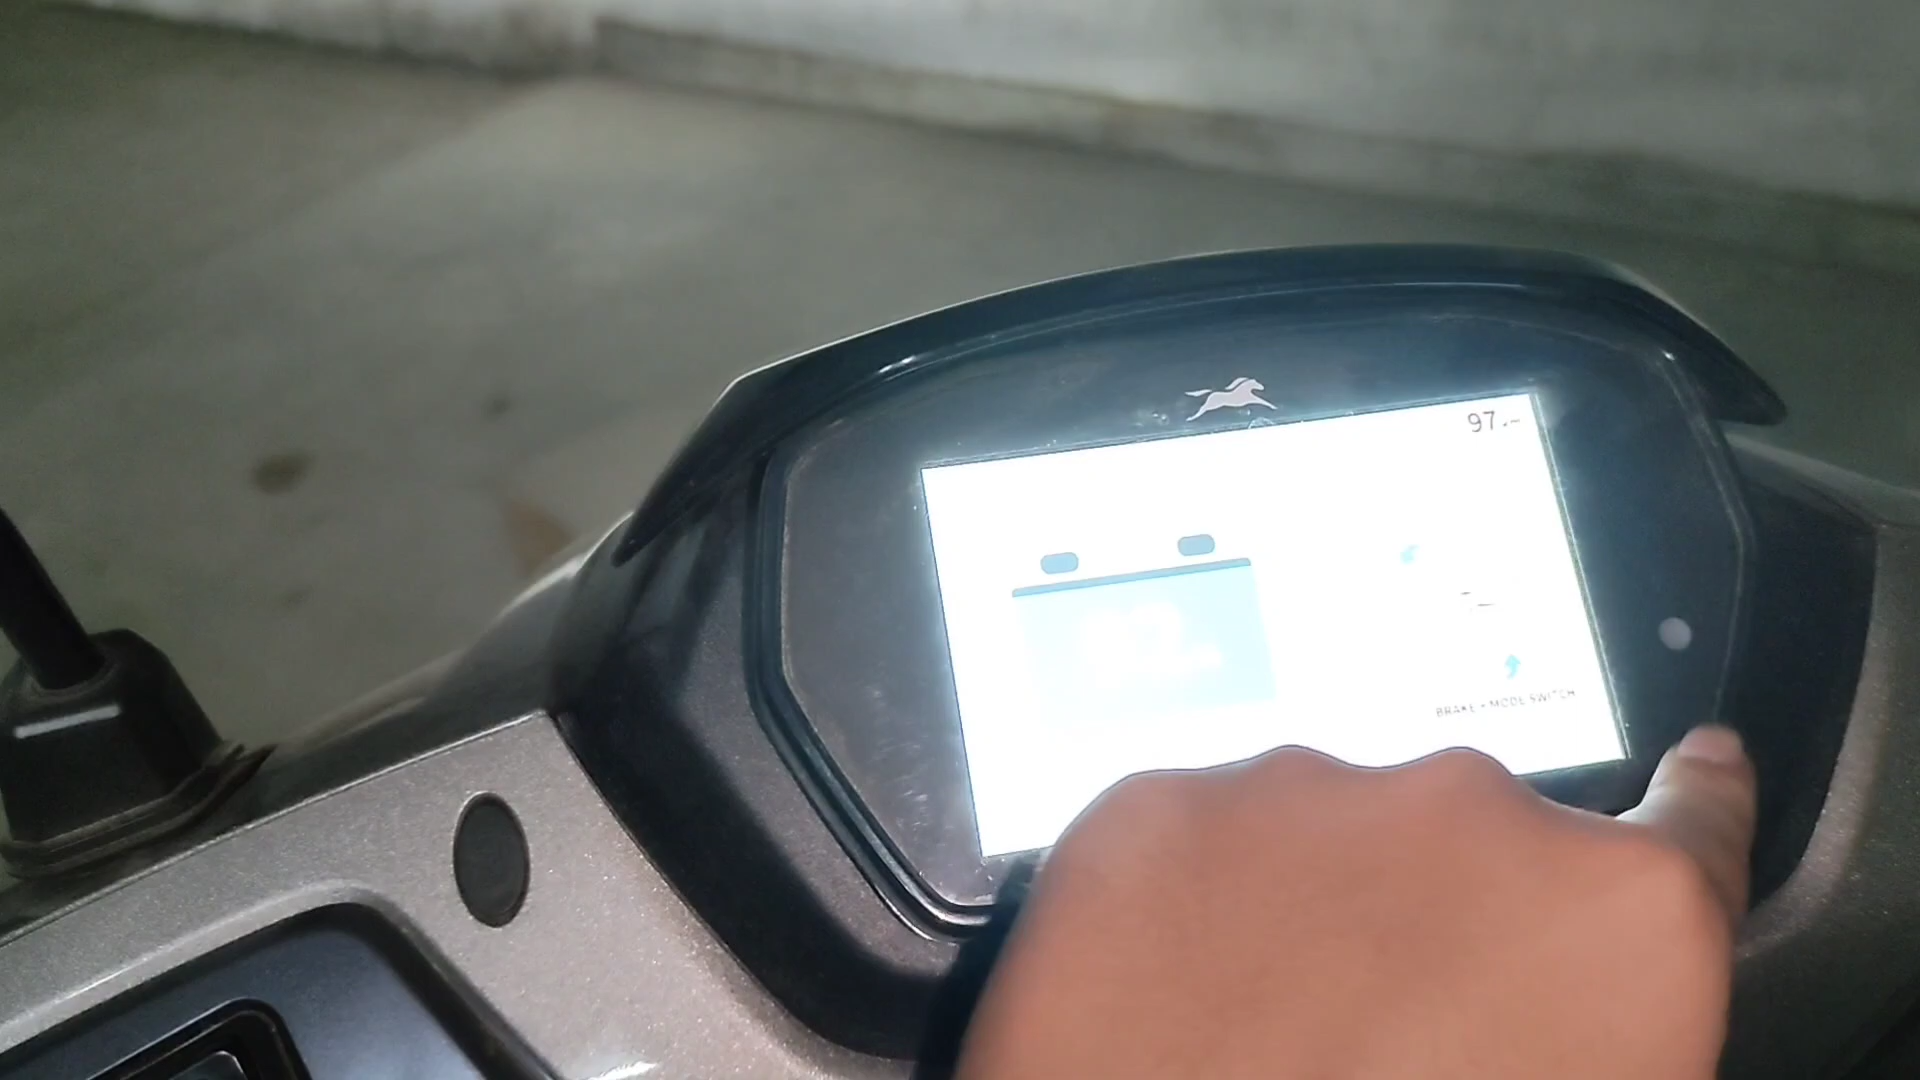 97.--
BRAKE + MODE SWITCH